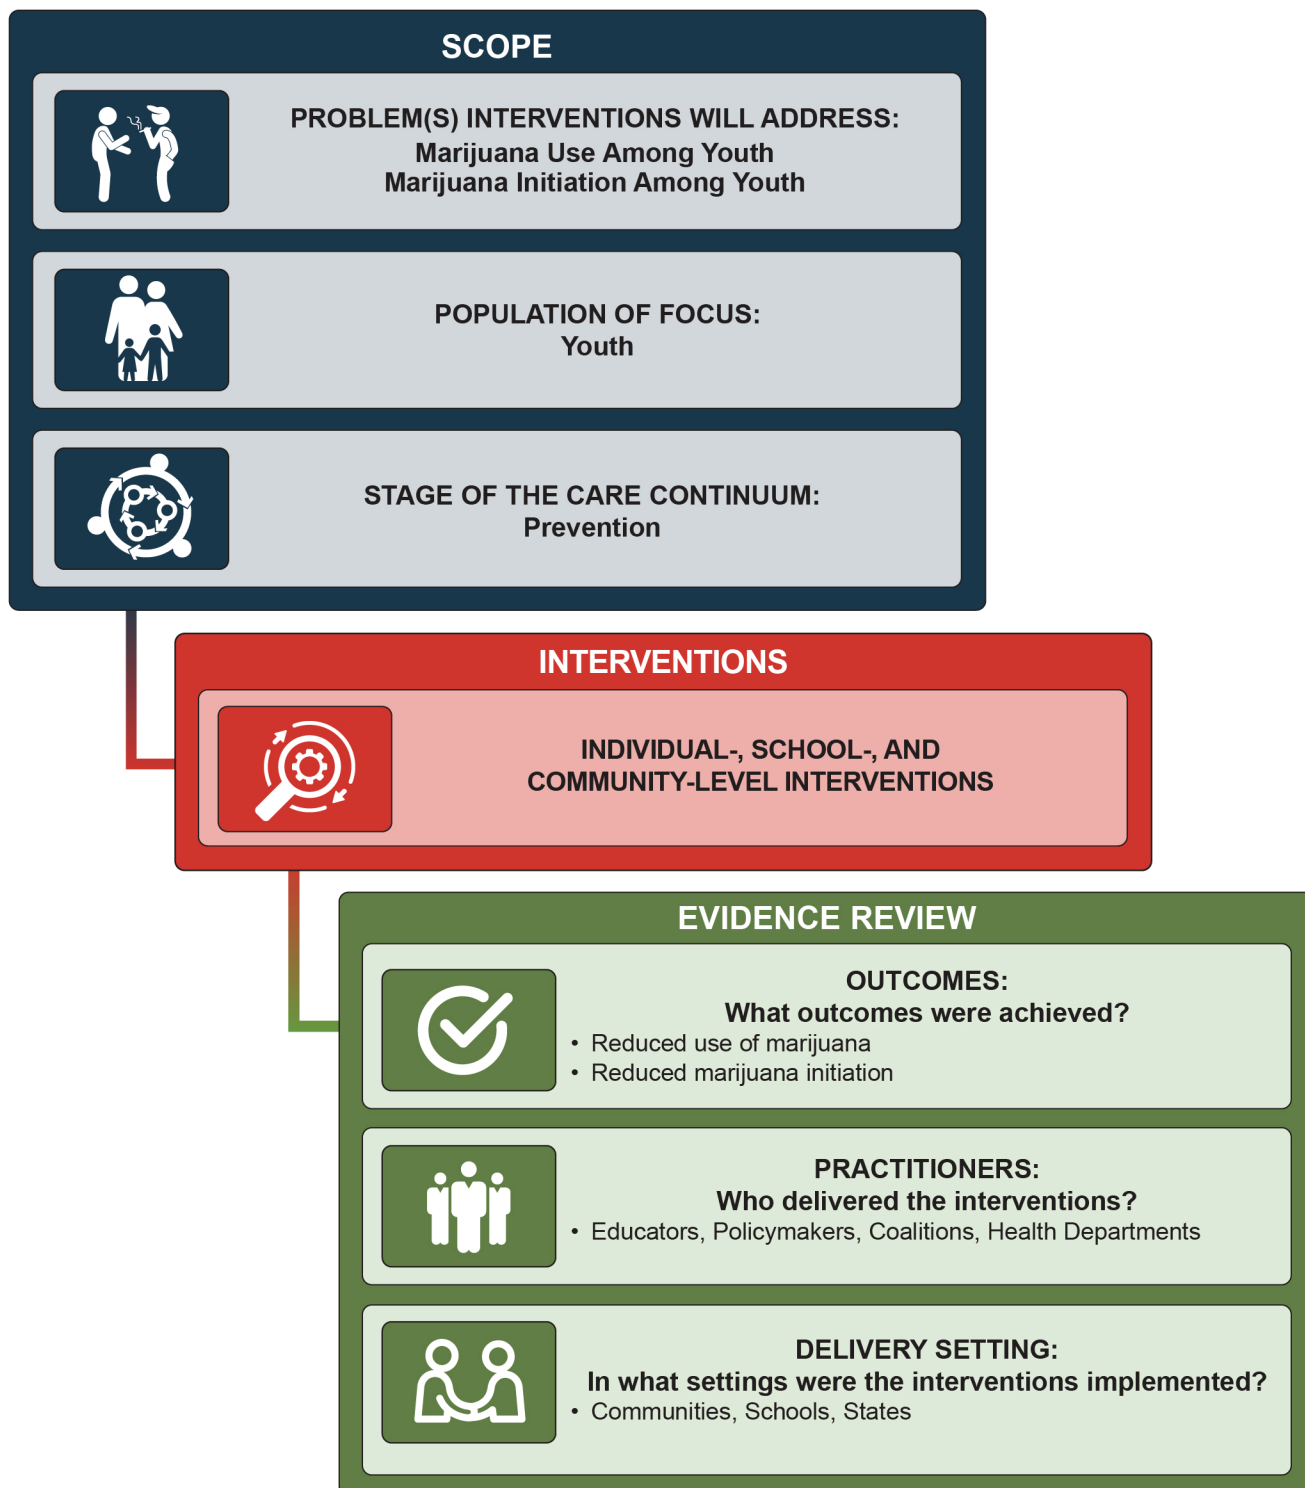 SCOPE
PROBLEM(S) INTERVENTIONS WILL ADDRESS:
Marijuana Use Among Youth
Marijuana Initiation Among Youth
POPULATION OF FOCUS:
Youth
STAGE OF THE CARE CONTINUUM:
Prevention
INTERVENTIONS
INDIVIDUAL-, SCHOOL-, AND
COMMUNITY-LEVEL INTERVENTIONS
EVIDENCE REVIEW
OUTCOMES:
What outcomes were achieved?
• Reduced use of marijuana
• Reduced marijuana initiation
PRACTITIONERS:
Who delivered the interventions?
• Educators, Policymakers, Coalitions, Health Departments
DELIVERY SETTING:
In what settings were the interventions implemented?
• Communities, Schools, States